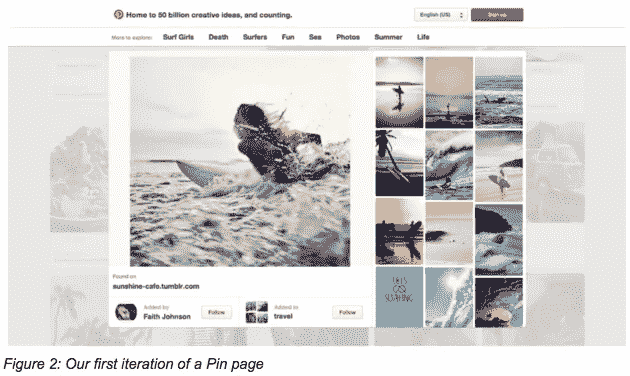 Home to 50 billion creative ideas, and counting.
English (US)
Sign up
More to explore: Surf Girls Death Surfers Fun Sea Photos Summer Life
LET'S
GO
SURFING
Found on
sunshine-cafe.tumblr.com
Added by
Faith Johnson
Follow
Added to
travel
Follow
Figure 2: Our first iteration of a Pin page